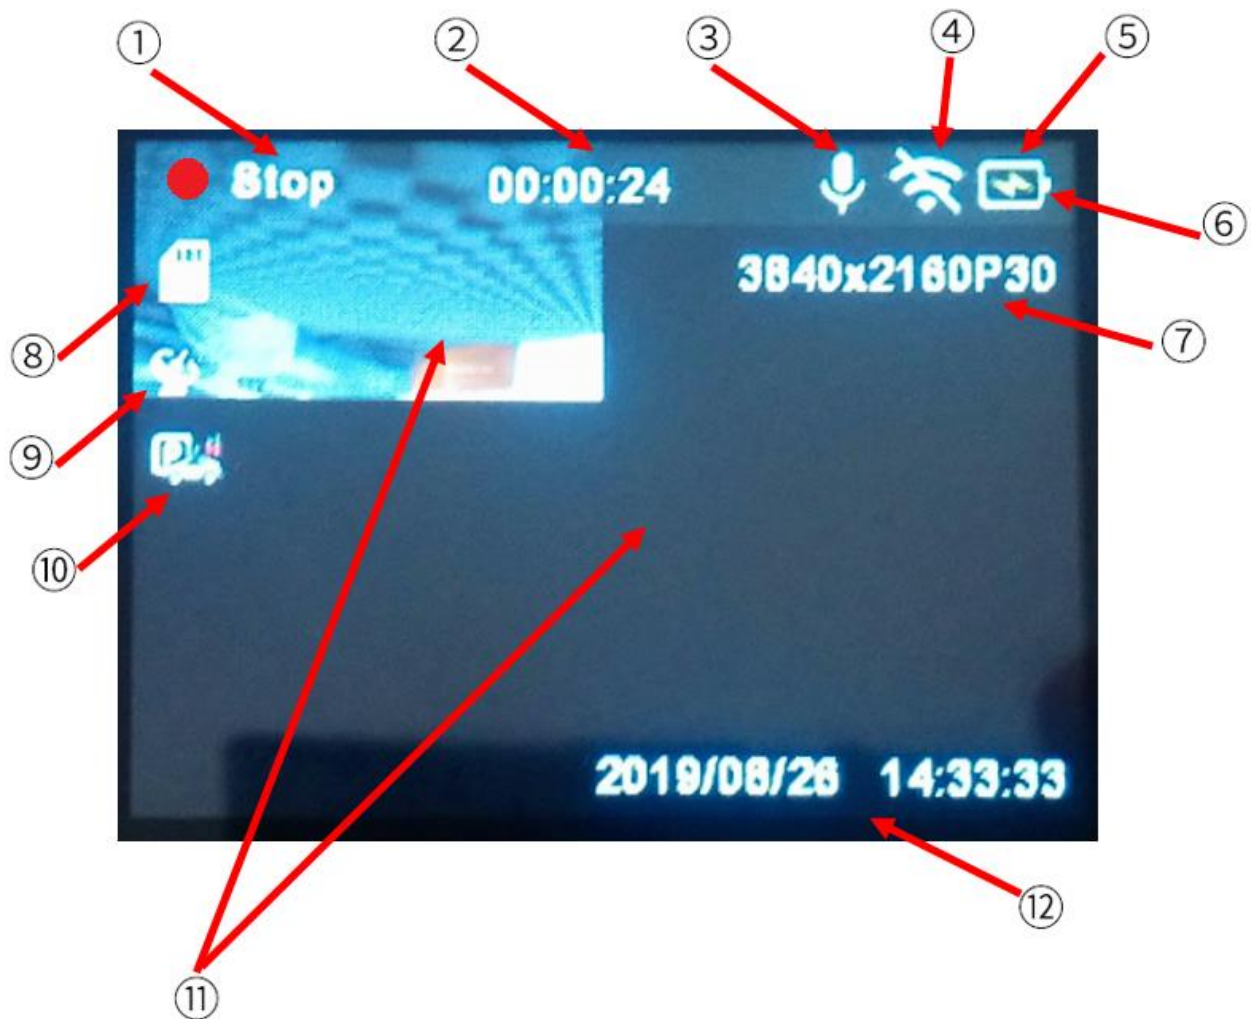 ① ② ③ ④ ⑤
Stop 00:00:24
⑥
3840x2160P30
⑦
⑧
⑨
P
⑩
2019/06/26 14:33:33
⑫
⑪